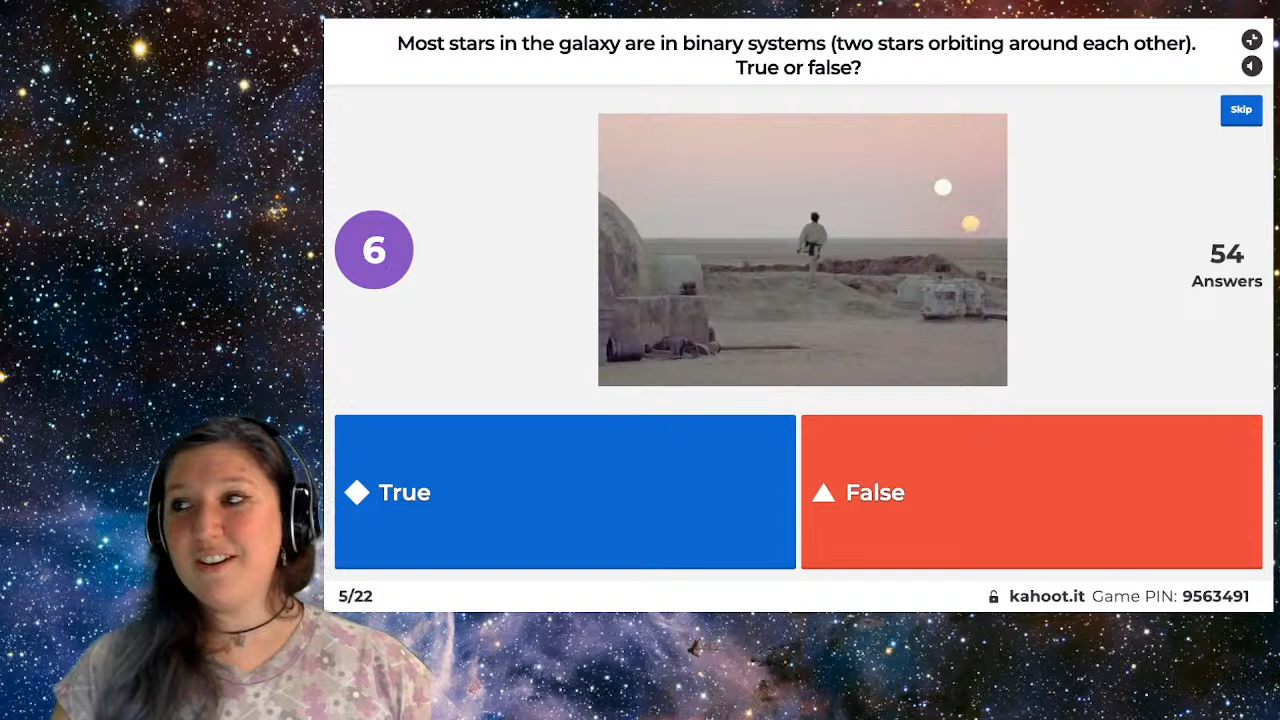 Most stars in the galaxy are in binary systems (two stars orbiting around each other).
True or false?
Skip
6
54
Answers
True
False
5/22
kahoot.it Game PIN: 9563491